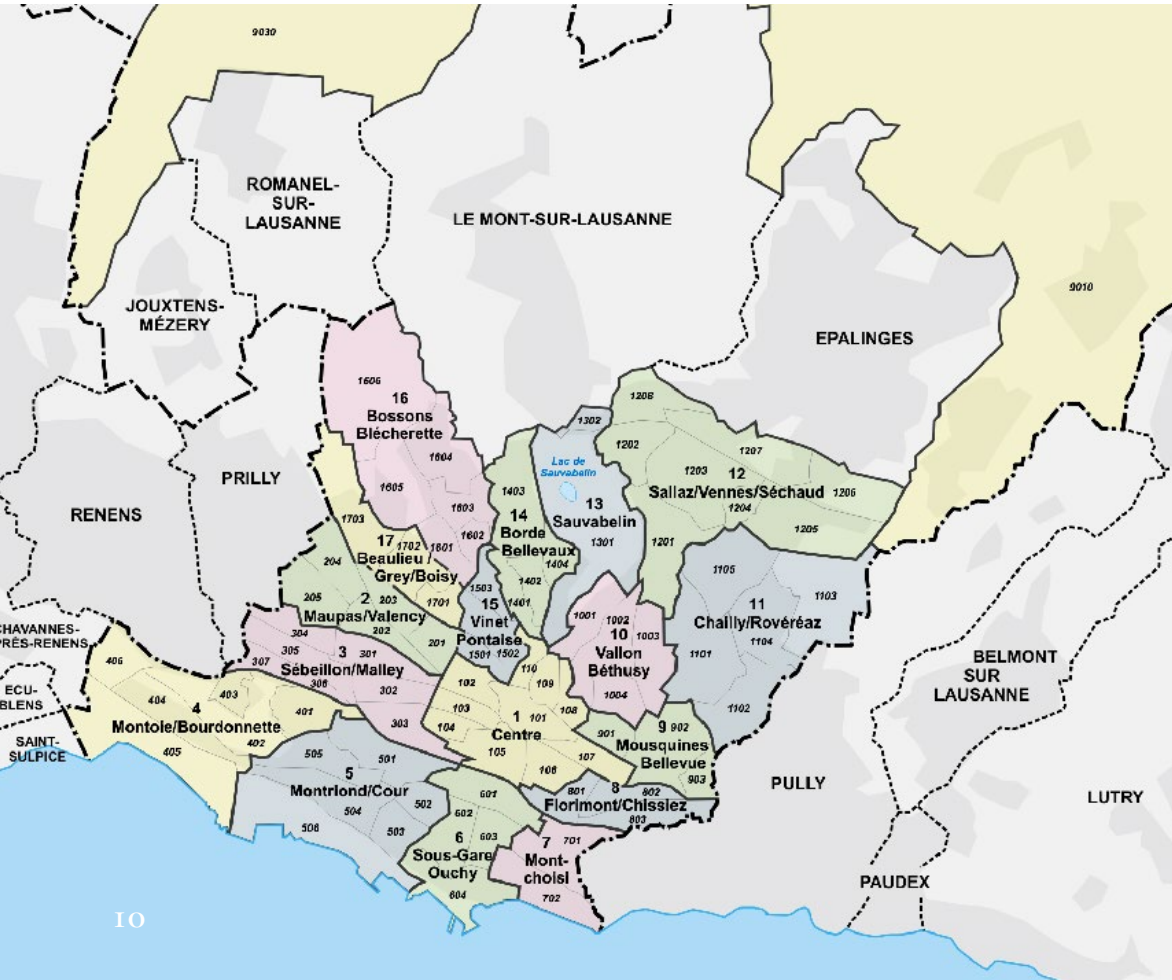 9030
ROMANEL-
SUR-
LAUSANNE
LE MONT-SUR-LAUSANNE
9010
JOUXTENS-
MÉZERY
EPALINGES
1606
16
Bossons
Blécherette
1604
1605
1603
1602
1601
1208
1302
1202
1207
1203
12
Sallaz/Vennes/Séchaud
1206
1204
1205
1201
Lac de
Sauvabelin
13
Sauvabelin
1301
1403
14
Borde
Bellevaux
1404
1402
1401
PRILLY
RENENS
1703
17
1702
Beaulieu /
Grey/Boisy
1701
204
205
2
203
Maupas/Valency
202
201
1503
15
Vinet
Pontaise
1501
1502
1105
1103
11
Chailly/Rovéréaz
1104
1101
1102
1001
1002
1003
10
Vallon
Béthusy
1004
CHAVANNES-
PRÈS-RENENS
304
305
301
3
307
Sébeillon/Malley
306
302
303
BELMONT
SUR
LAUSANNE
406
404
403
401
4
Montoie/Bourdonnette
402
405
ECU-
BLENS
SAINT-
SULPICE
110
102
109
103
1
101
108
104
Centre
105
107
106
901
9
902
Mousquines
Bellevue
903
505
501
5
Montriond/Cour
504
502
506
503
601
602
603
6
Sous-Gare
Ouchy
604
801
8
802
Florimont/Chissiez
803
7
701
Mont-
choisi
702
PULLY
LUTRY
PAUDEX
10